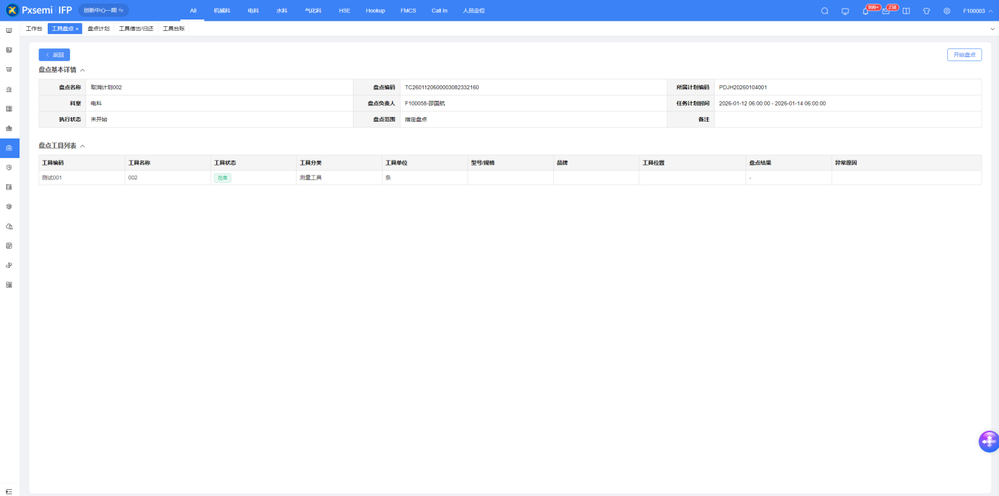 Pxsemi IFP 创新中心一期 All 机械科 电科 水科 气化科 HSE Hookup FMCS Call In 人员定位 999+ 238 F100003
工作台 工具盘点 × 盘点计划 工具借出/归还 工具台账
返回 开始盘点
盘点基本详情
盘点名称 取消计划002 盘点编码 TC2601120600003082332160 所属计划编码 PDJH20260104001
科室 电科 盘点负责人 F100058-邵国航 任务计划时间 2026-01-12 06:00:00 - 2026-01-14 06:00:00
执行状态 未开始 盘点范围 指定盘点 备注
盘点工具列表
工具编码 工具名称 工具状态 工具分类 工具单位 型号/规格 品牌 工具位置 盘点结果 异常原因
测试001 002 在库 测量工具 条 -